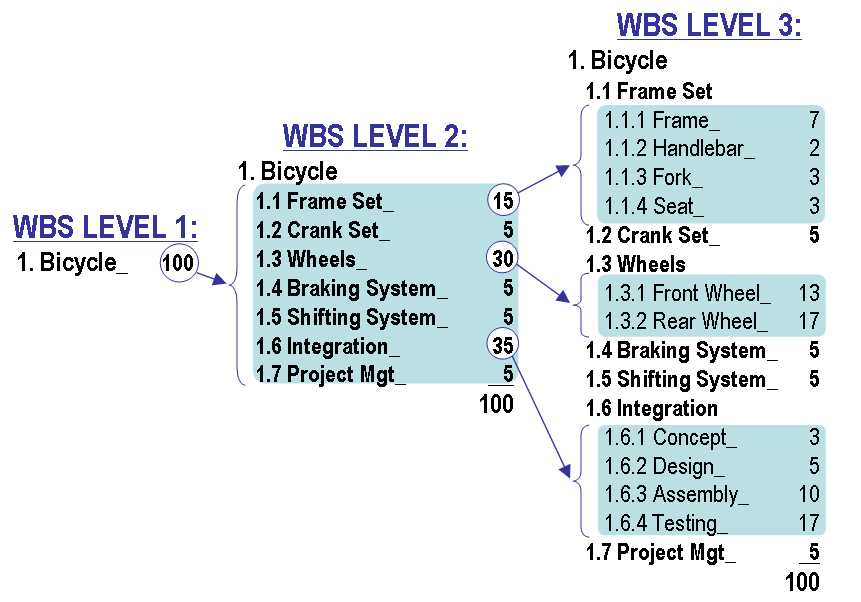 WBS LEVEL 1:
1. Bicycle_ 100
WBS LEVEL 2:
1. Bicycle
1.1 Frame Set_ 15
1.2 Crank Set_ 5
1.3 Wheels_ 30
1.4 Braking System_ 5
1.5 Shifting System_ 5
1.6 Integration_ 35
1.7 Project Mgt_ 5
100
WBS LEVEL 3:
1. Bicycle
1.1 Frame Set
1.1.1 Frame_ 7
1.1.2 Handlebar_ 2
1.1.3 Fork_ 3
1.1.4 Seat_ 3
1.2 Crank Set_ 5
1.3 Wheels
1.3.1 Front Wheel_ 13
1.3.2 Rear Wheel_ 17
1.4 Braking System_ 5
1.5 Shifting System_ 5
1.6 Integration
1.6.1 Concept_ 3
1.6.2 Design_ 5
1.6.3 Assembly_ 10
1.6.4 Testing_ 17
1.7 Project Mgt_ 5
100